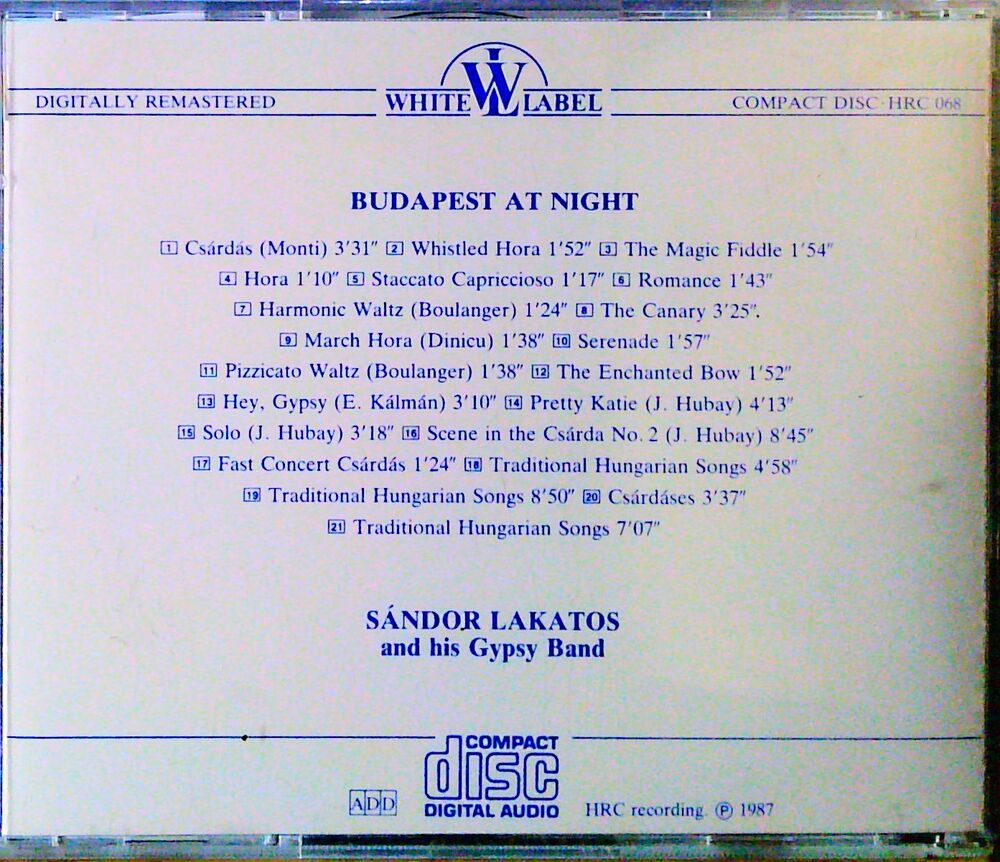 DIGITALLY REMASTERED
WL
WHITE LABEL
COMPACT DISC·HRC 068
BUDAPEST AT NIGHT
1 Csárdás (Monti) 3'31" 2 Whistled Hora 1'52" 3 The Magic Fiddle 1'54"
4 Hora 1'10" 5 Staccato Capriccioso 1'17" 6 Romance 1'43"
7 Harmonic Waltz (Boulanger) 1'24" 8 The Canary 3'25".
9 March Hora (Dinicu) 1'38" 10 Serenade 1'57"
11 Pizzicato Waltz (Boulanger) 1'38" 12 The Enchanted Bow 1'52"
13 Hey, Gypsy (E. Kálmán) 3'10" 14 Pretty Katie (J. Hubay) 4'13"
15 Solo (J. Hubay) 3'18" 16 Scene in the Csárda No. 2 (J. Hubay) 8'45"
17 Fast Concert Csárdás 1'24" 18 Traditional Hungarian Songs 4'58"
19 Traditional Hungarian Songs 8'50" 20 Csárdáses 3'37"
21 Traditional Hungarian Songs 7'07"
SÁNDOR LAKATOS
and his Gypsy Band
ADD
COMPACT
disc
DIGITAL AUDIO
HRC recording. ℗ 1987